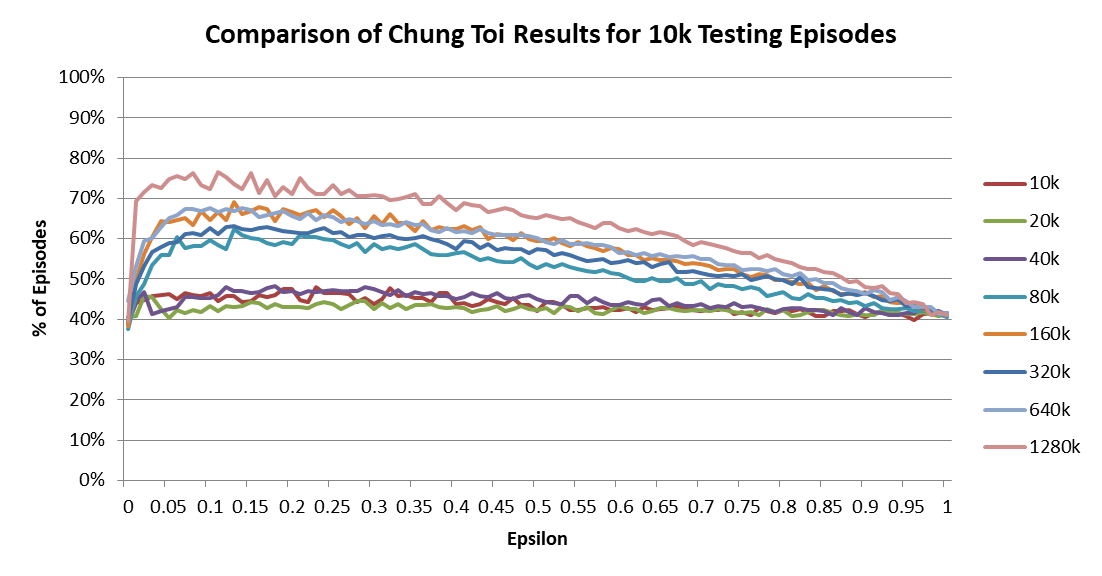 Comparison of Chung Toi Results for 10k Testing Episodes
100%
90%
80%
70%
60%
50%
40%
30%
20%
10%
0%
% of Episodes
0 0.05 0.1 0.15 0.2 0.25 0.3 0.35 0.4 0.45 0.5 0.55 0.6 0.65 0.7 0.75 0.8 0.85 0.9 0.95 1
Epsilon
10k
20k
40k
80k
160k
320k
640k
1280k